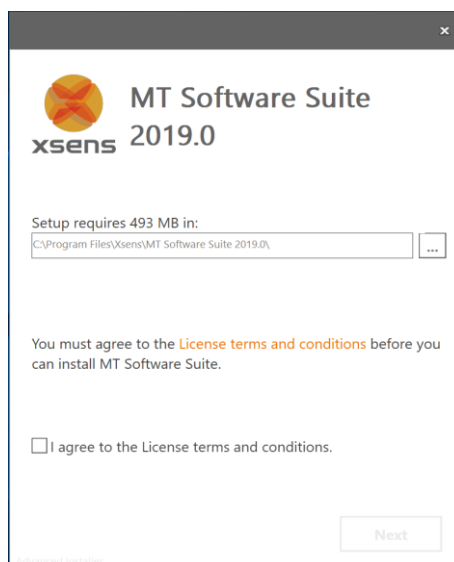 ×
MT Software Suite
2019.0
xsens
Setup requires 493 MB in:
C:\Program Files\Xsens\MT Software Suite 2019.0\
...
You must agree to the License terms and conditions before you
can install MT Software Suite.
I agree to the License terms and conditions.
Next
Advanced Installer